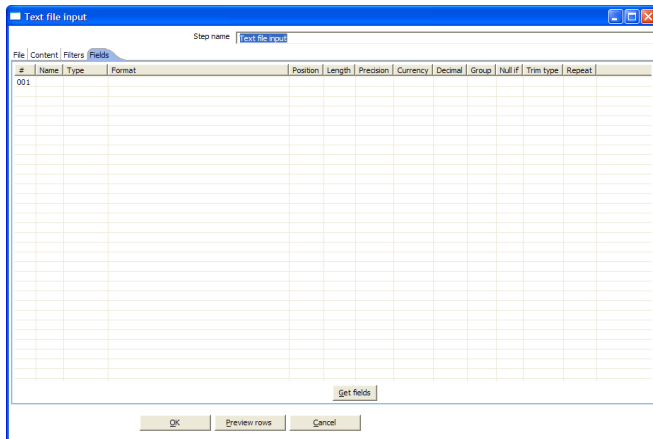 Text file input
Step name Text file input
File Content Filters Fields
# Name Type Format Position Length Precision Currency Decimal Group Null if Trim type Repeat
001
Get fields
OK Preview rows Cancel